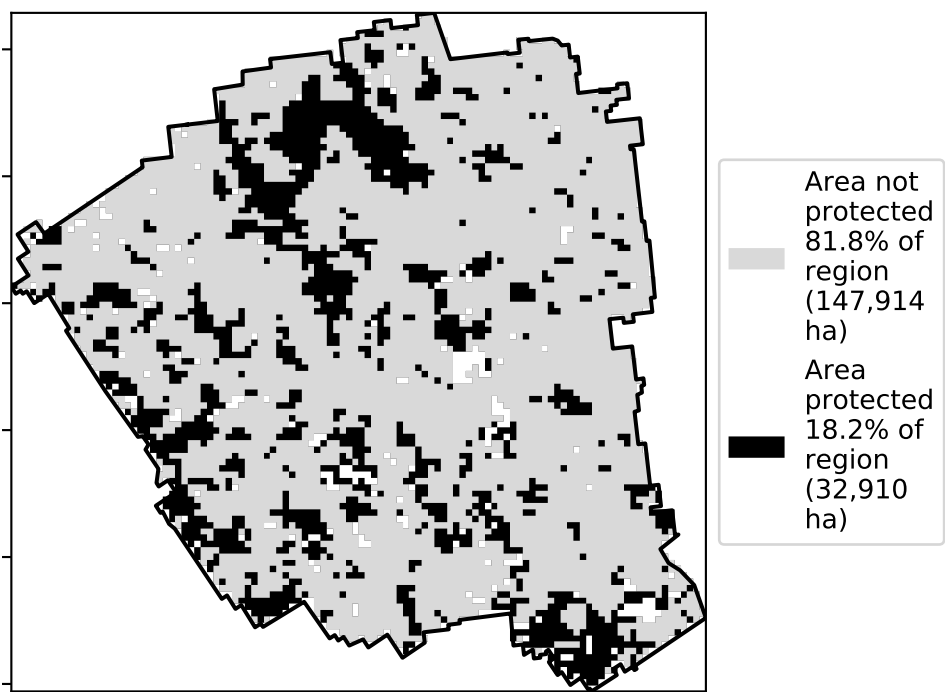 Area not
protected
81.8% of
region
(147,914
ha)
Area
protected
18.2% of
region
(32,910
ha)